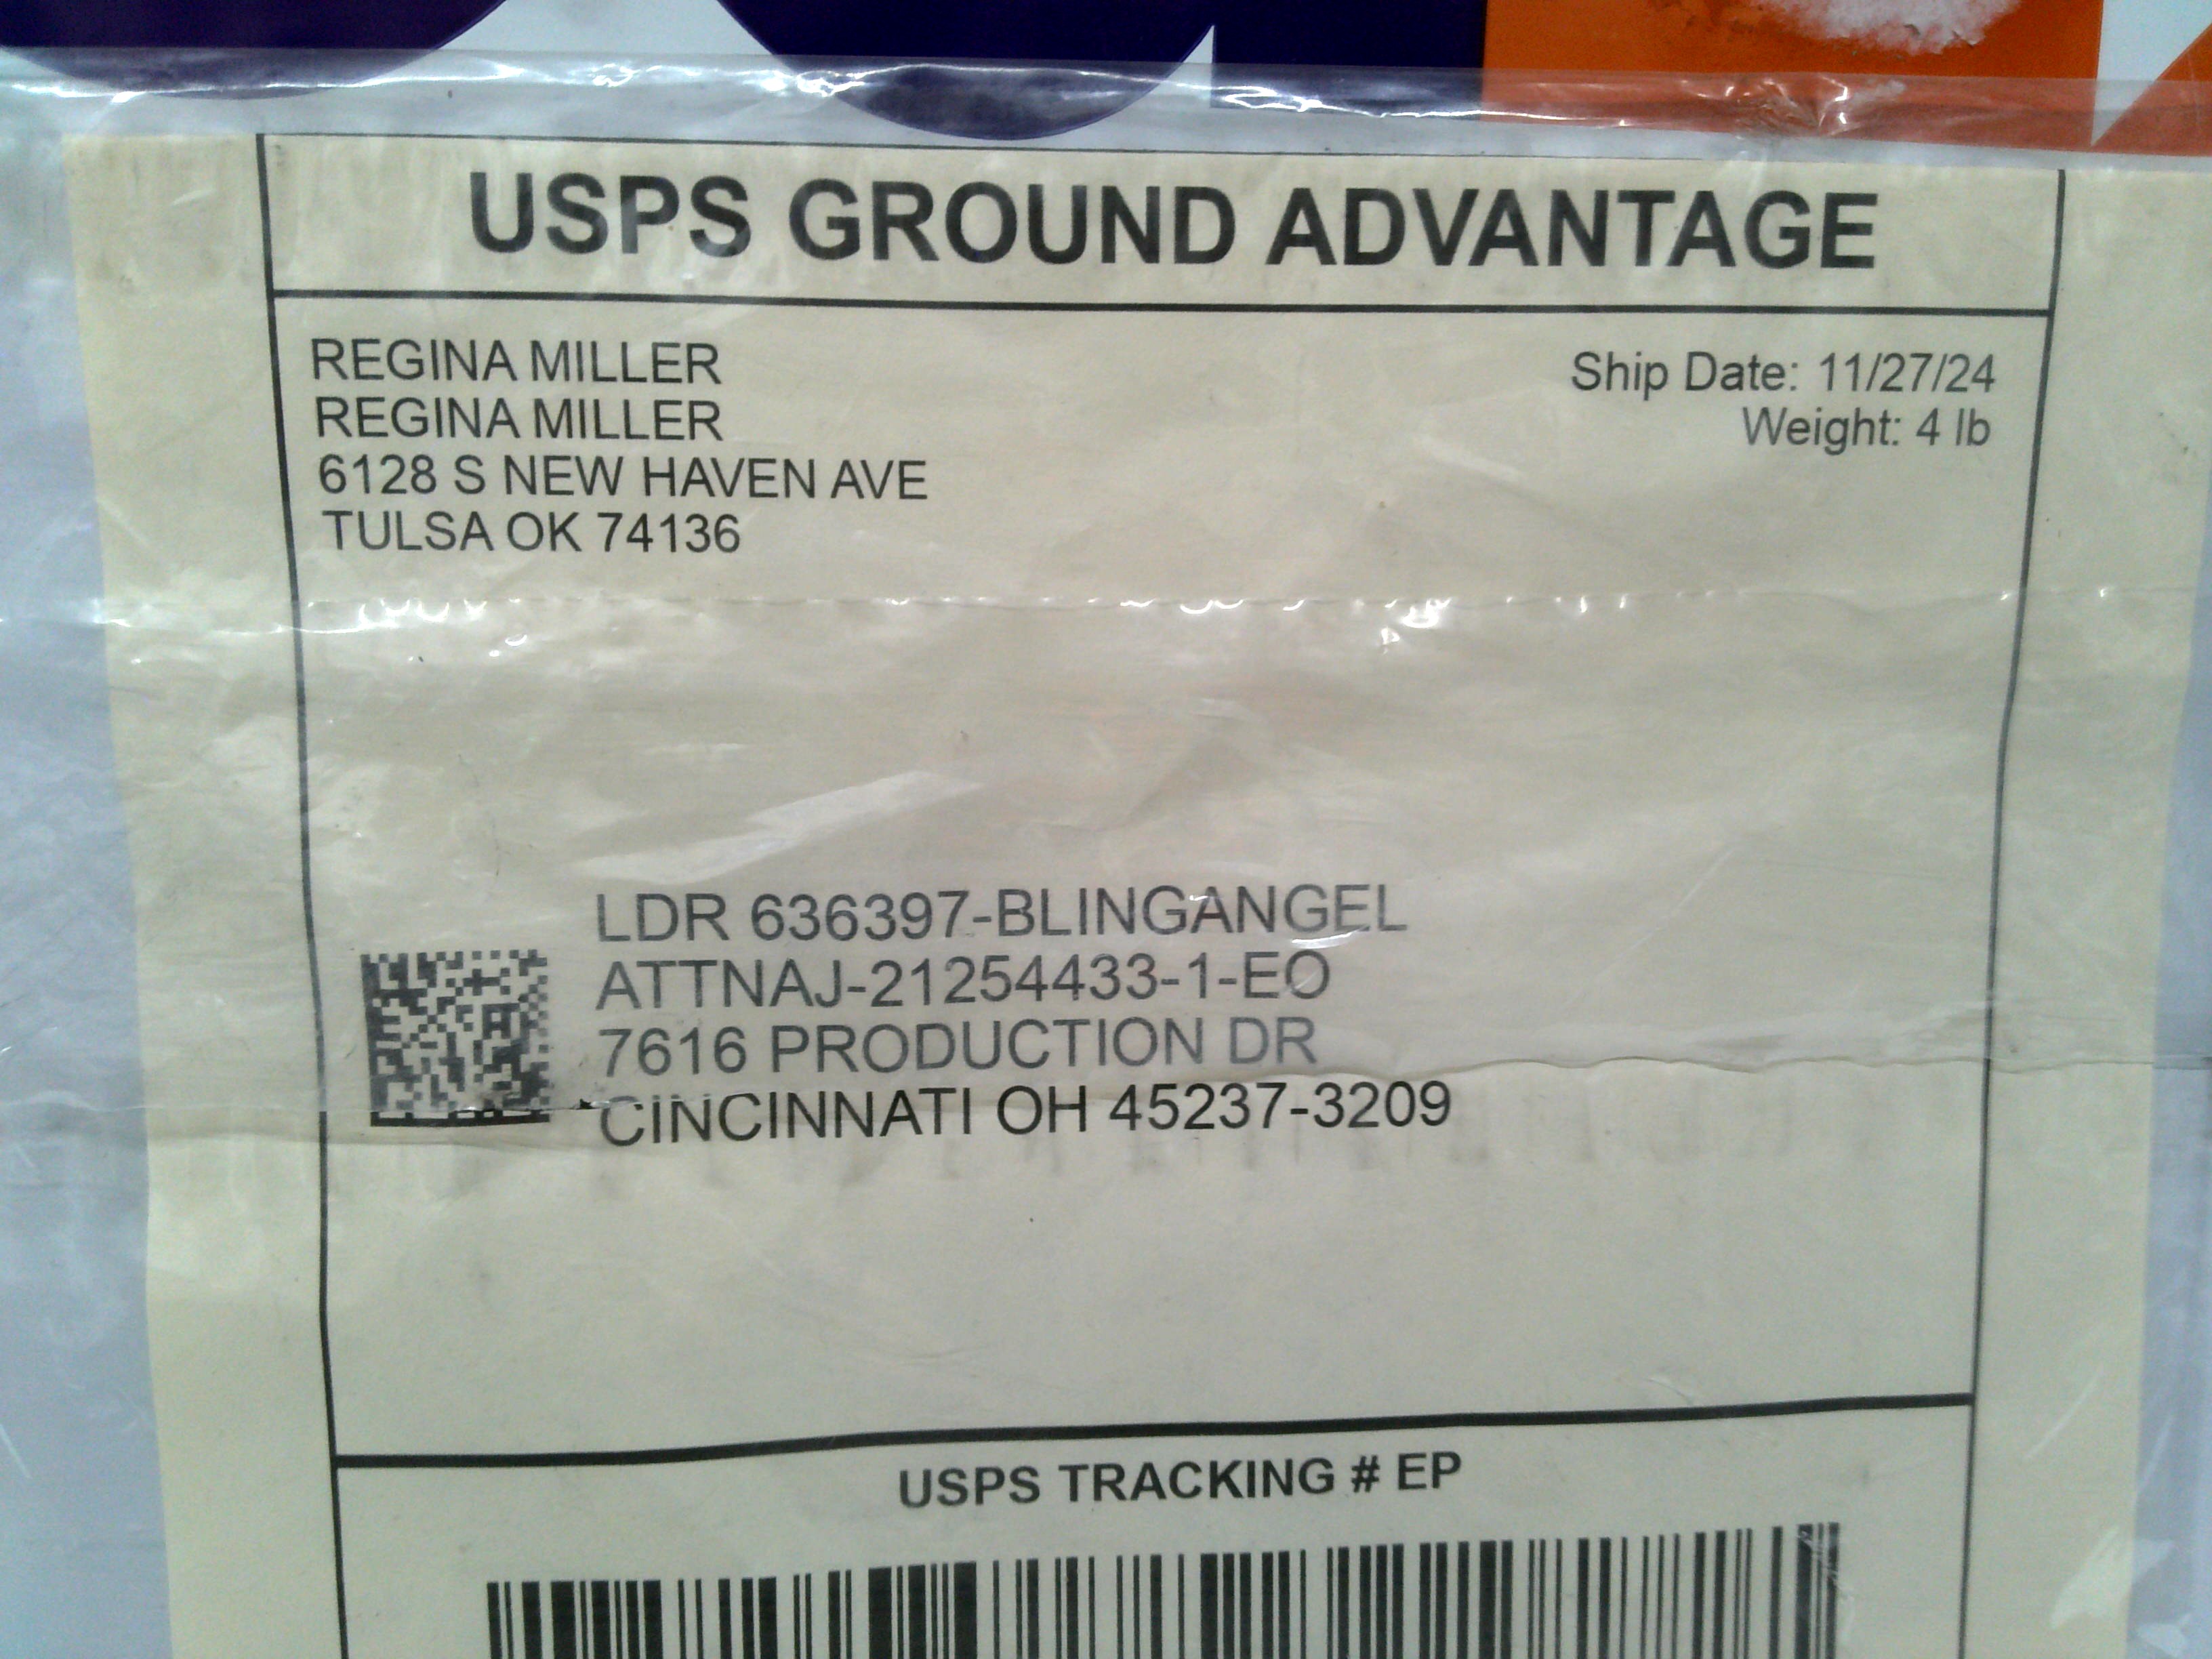 USPS GROUND ADVANTAGE
REGINA MILLER
REGINA MILLER
6128 S NEW HAVEN AVE
TULSA OK 74136
Ship Date: 11/27/24
Weight: 4 lb
LDR 636397-BLINGANGEL
ATTNAJ-21254433-1-EO
7616 PRODUCTION DR
CINCINNATI OH 45237-3209
USPS TRACKING # EP